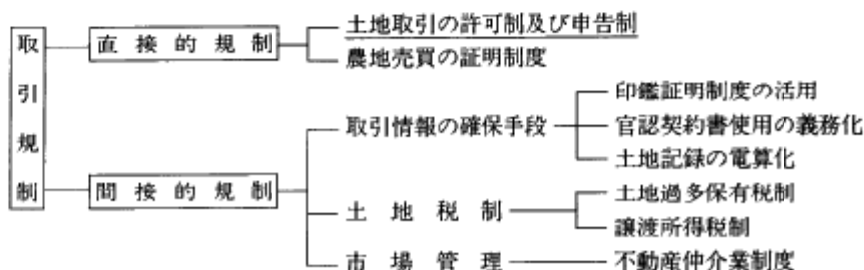 取引規制
直接的規制
土地取引の許可制及び申告制
農地売買の証明制度
間接的規制
取引情報の確保手段
印鑑証明制度の活用
官認契約書使用の義務化
土地記録の電算化
土地税制
土地過多保有税制
譲渡所得税制
市場管理
不動産仲介業制度